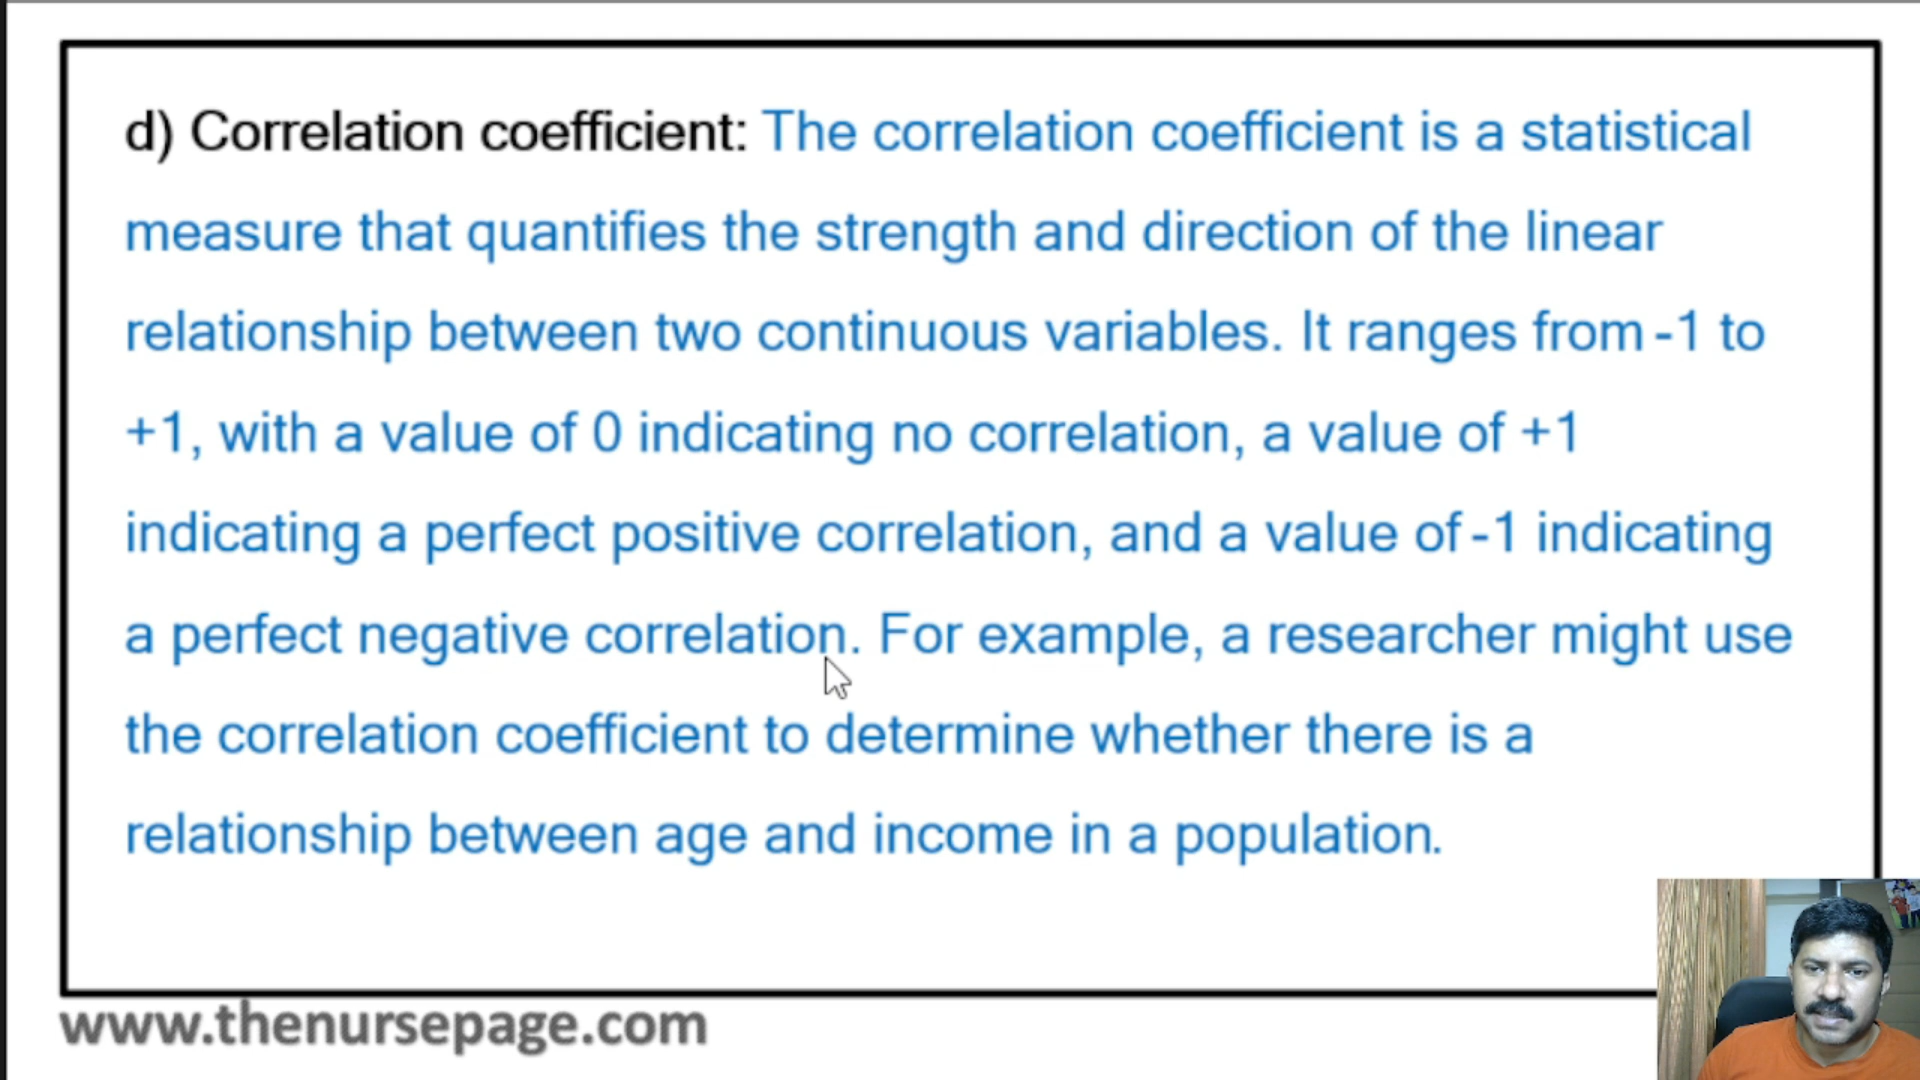 d) Correlation coefficient: The correlation coefficient is a statistical
measure that quantifies the strength and direction of the linear
relationship between two continuous variables. It ranges from -1 to
+1, with a value of 0 indicating no correlation, a value of +1
indicating a perfect positive correlation, and a value of -1 indicating
a perfect negative correlation. For example, a researcher might use
the correlation coefficient to determine whether there is a
relationship between age and income in a population.
www.thenursepage.com